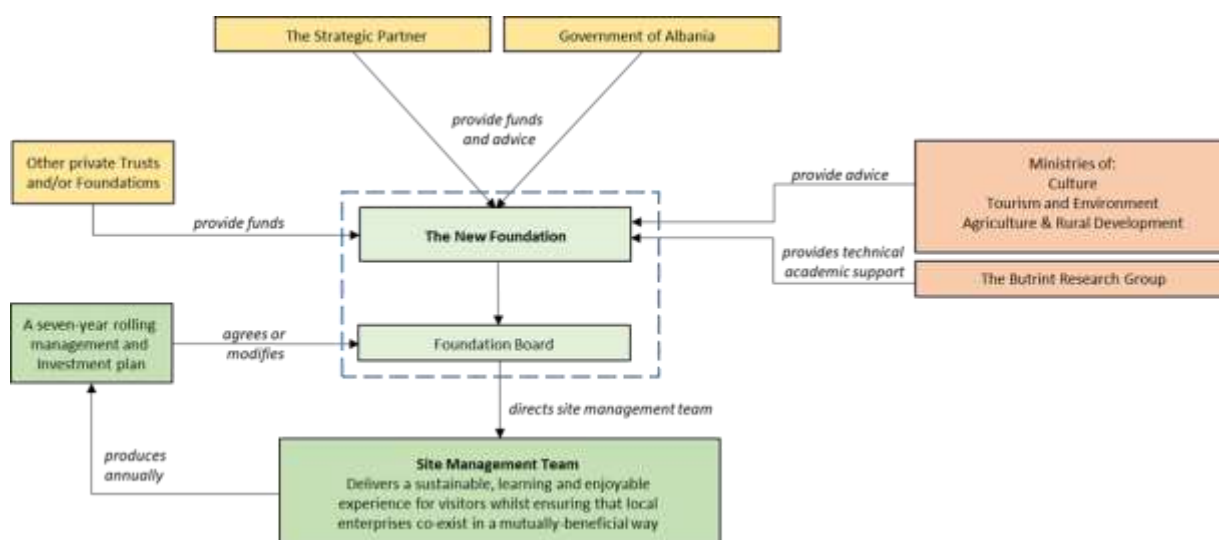 The Strategic Partner
Government of Albania
provide funds
and advice
Other private Trusts
and/or Foundations
Ministries of:
Culture
Tourism and Environment
Agriculture & Rural Development
provide advice
provide funds
The New Foundation
provides technical
academic support
The Butrint Research Group
A seven-year rolling
management and
investment plan
agrees or
modifies
Foundation Board
directs site management team
produces
annually
Site Management Team
Delivers a sustainable, learning and enjoyable
experience for visitors whilst ensuring that local
enterprises co-exist in a mutually-beneficial way